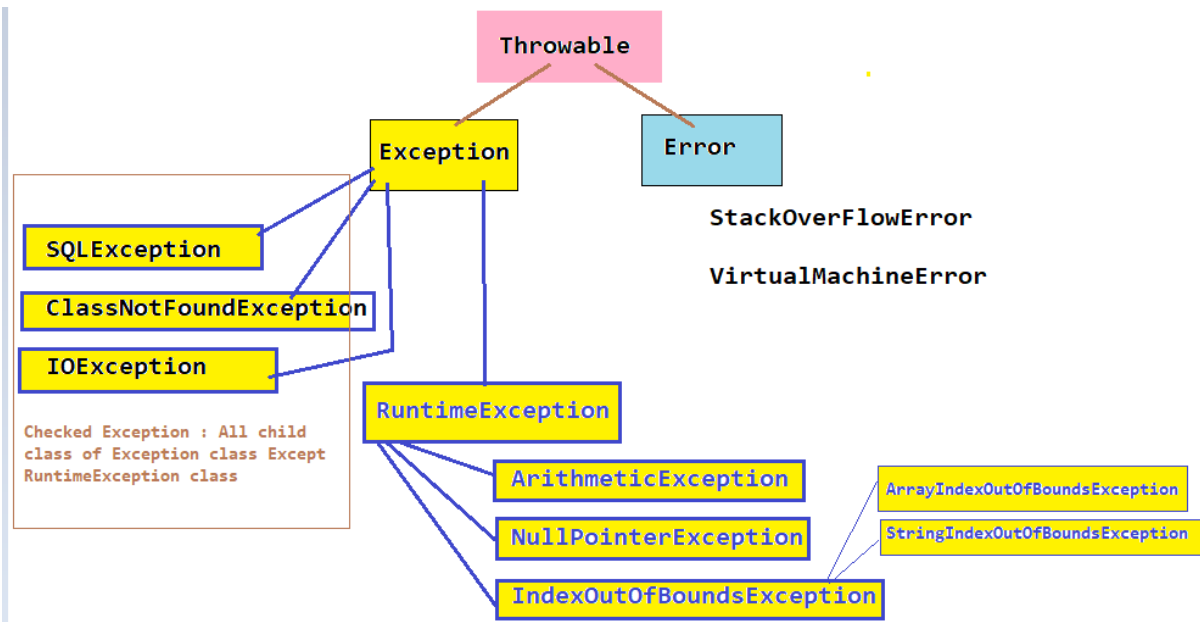 Throwable
Exception
Error
StackOverFlowError
SQLException
VirtualMachineError
ClassNotFoundException
IOException
RuntimeException
Checked Exception : All child
class of Exception class Except
RuntimeException class
ArithmeticException
ArrayIndexOutOfBoundsException
NullPointerException
StringIndexOutOfBoundsException
IndexOutOfBoundsException